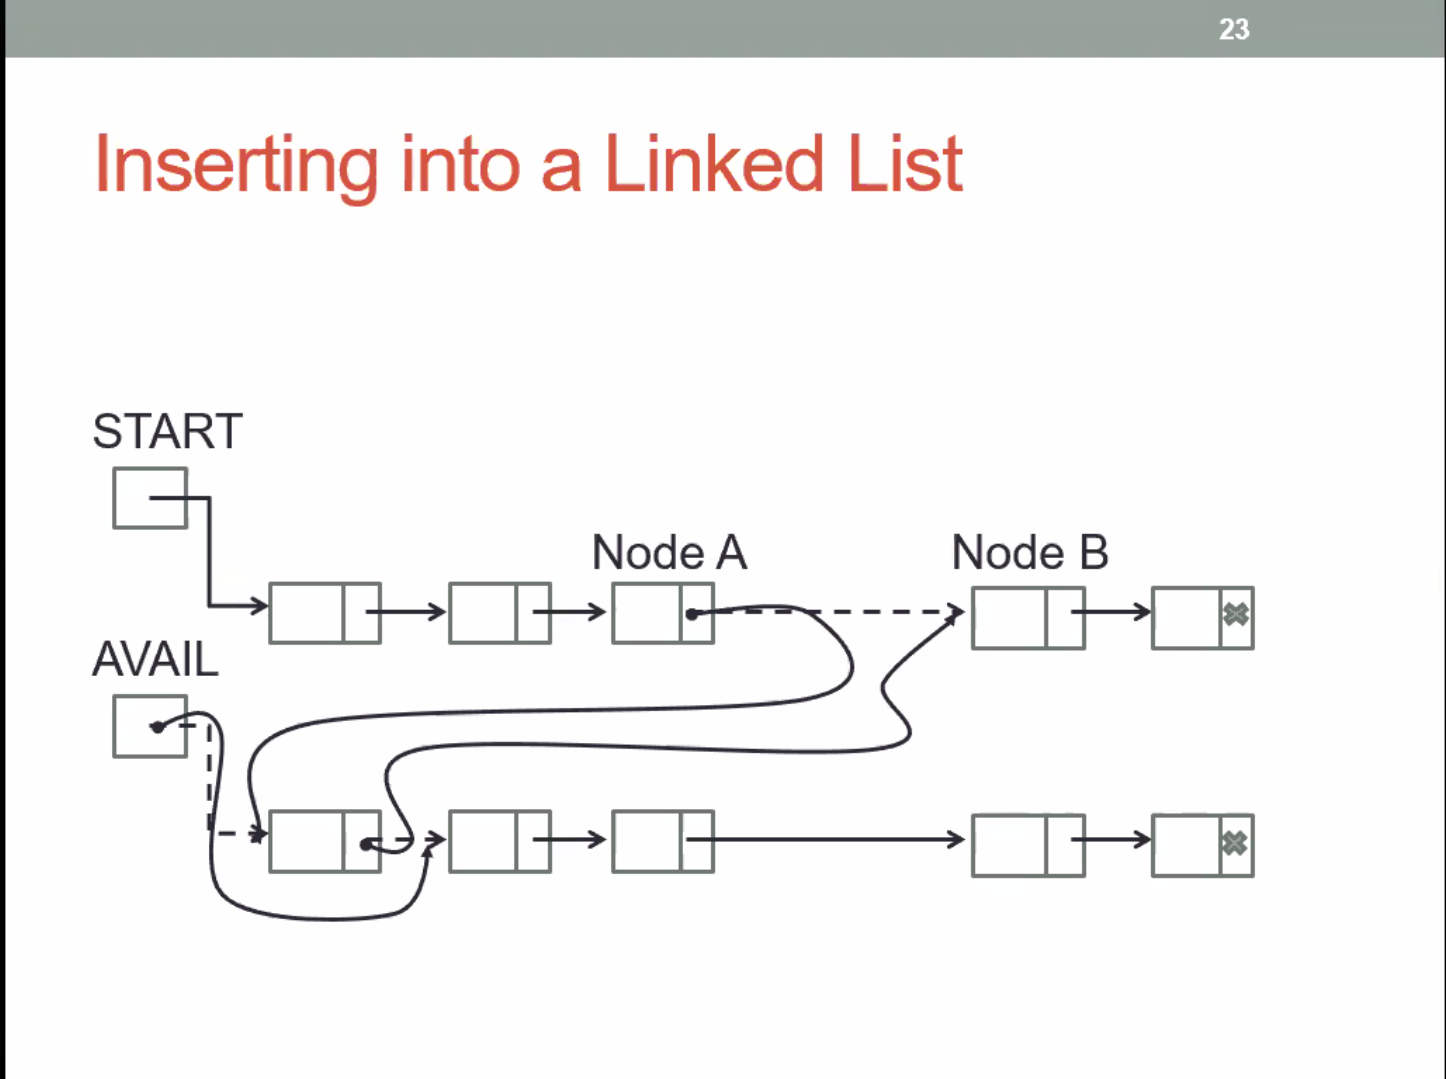 23
Inserting into a Linked List
START
Node A
Node B
AVAIL